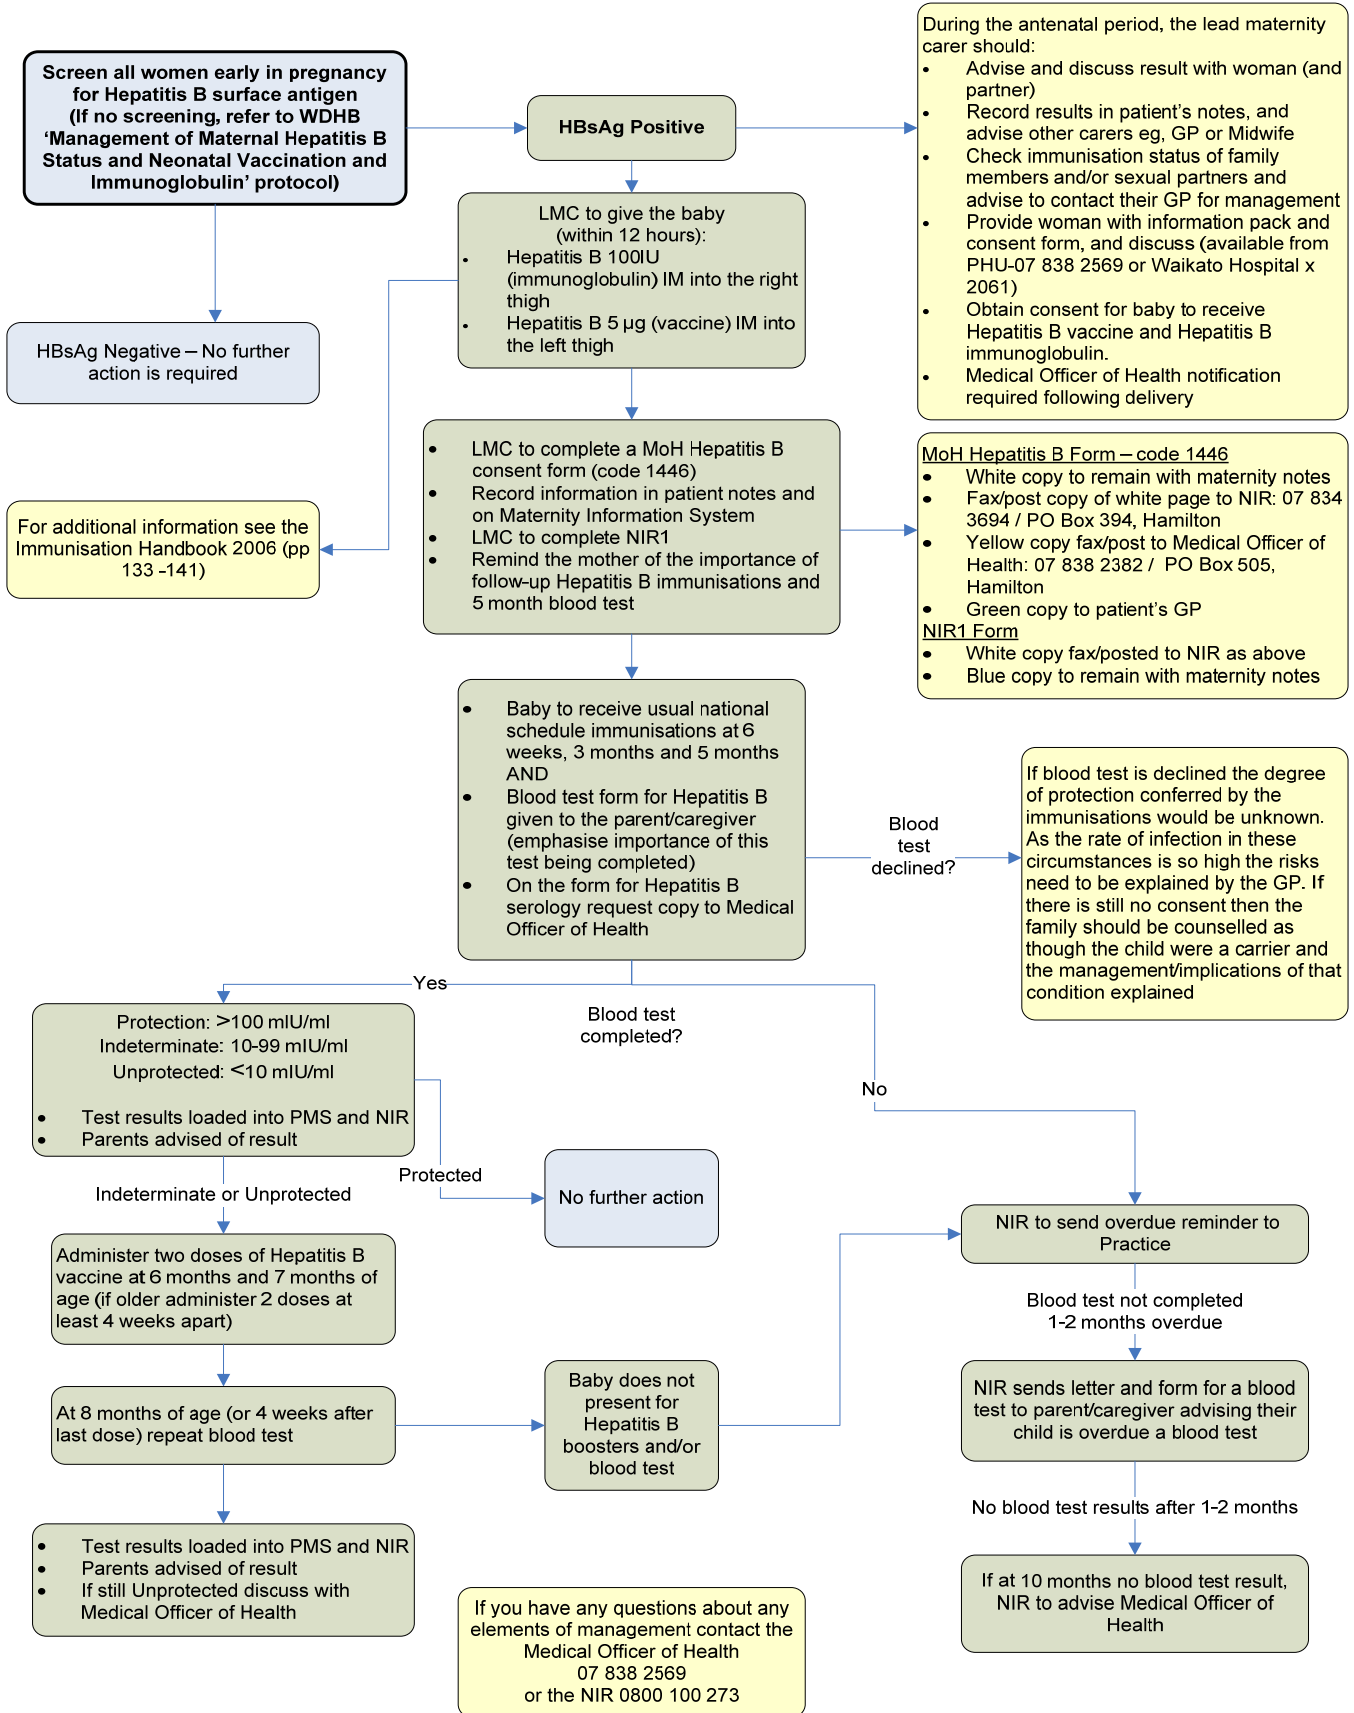 Screen all women early in pregnancy
for Hepatitis B surface antigen
(If no screening, refer to WDHB
‘Management of Maternal Hepatitis B
Status and Neonatal Vaccination and
Immunoglobulin’ protocol)
HBsAg Positive
During the antenatal period, the lead maternity
carer should:
• Advise and discuss result with woman (and
partner)
• Record results in patient’s notes, and
advise other carers eg, GP or Midwife
• Check immunisation status of family
members and/or sexual partners and
advise to contact their GP for management
• Provide woman with information pack and
consent form, and discuss (available from
PHU-07 838 2569 or Waikato Hospital x
2061)
• Obtain consent for baby to receive
Hepatitis B vaccine and Hepatitis B
immunoglobulin.
• Medical Officer of Health notification
required following delivery
HBsAg Negative – No further
action is required
LMC to give the baby
(within 12 hours):
• Hepatitis B 100IU
(immunoglobulin) IM into the right
thigh
• Hepatitis B 5 µg (vaccine) IM into
the left thigh
For additional information see the
Immunisation Handbook 2006 (pp
133 -141)
• LMC to complete a MoH Hepatitis B
consent form (code 1446)
• Record information in patient notes and
on Maternity Information System
• LMC to complete NIR1
• Remind the mother of the importance of
follow-up Hepatitis B immunisations and
5 month blood test
MoH Hepatitis B Form – code 1446
• White copy to remain with maternity notes
• Fax/post copy of white page to NIR: 07 834
3694 / PO Box 394, Hamilton
• Yellow copy fax/post to Medical Officer of
Health: 07 838 2382 / PO Box 505,
Hamilton
• Green copy to patient’s GP
NIR1 Form
• White copy fax/posted to NIR as above
• Blue copy to remain with maternity notes
• Baby to receive usual national
schedule immunisations at 6
weeks, 3 months and 5 months
AND
• Blood test form for Hepatitis B
given to the parent/caregiver
(emphasise importance of this
test being completed)
• On the form for Hepatitis B
serology request copy to Medical
Officer of Health
Blood
test
declined?
If blood test is declined the degree
of protection conferred by the
immunisations would be unknown.
As the rate of infection in these
circumstances is so high the risks
need to be explained by the GP. If
there is still no consent then the
family should be counselled as
though the child were a carrier and
the management/implications of that
condition explained
Yes
Blood test
completed?
No
Protection: >100 mIU/ml
Indeterminate: 10-99 mIU/ml
Unprotected: <10 mIU/ml
• Test results loaded into PMS and NIR
• Parents advised of result
Protected
No further action
Indeterminate or Unprotected
Administer two doses of Hepatitis B
vaccine at 6 months and 7 months of
age (if older administer 2 doses at
least 4 weeks apart)
At 8 months of age (or 4 weeks after
last dose) repeat blood test
Baby does not
present for
Hepatitis B
boosters and/or
blood test
• Test results loaded into PMS and NIR
• Parents advised of result
• If still Unprotected discuss with
Medical Officer of Health
NIR to send overdue reminder to
Practice
Blood test not completed
1-2 months overdue
NIR sends letter and form for a blood
test to parent/caregiver advising their
child is overdue a blood test
No blood test results after 1-2 months
If at 10 months no blood test result,
NIR to advise Medical Officer of
Health
If you have any questions about any
elements of management contact the
Medical Officer of Health
07 838 2569
or the NIR 0800 100 273